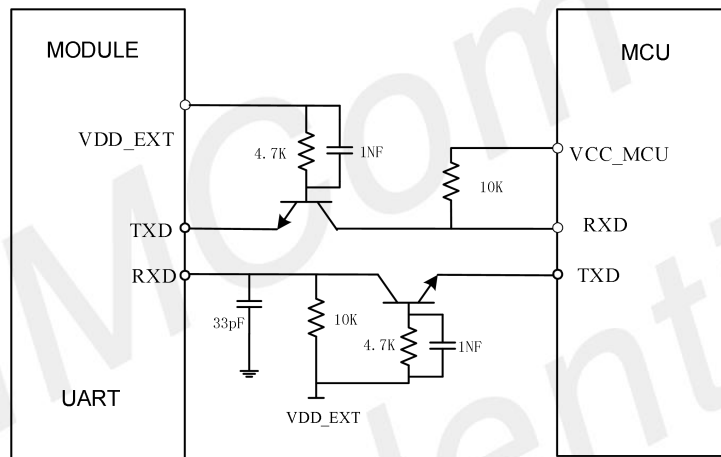 MODULE
MCU
VDD_EXT
4.7K
1NF
VCC_MCU
10K
TXD
RXD
RXD
TXD
33pF
10K
4.7K
1NF
UART
VDD_EXT